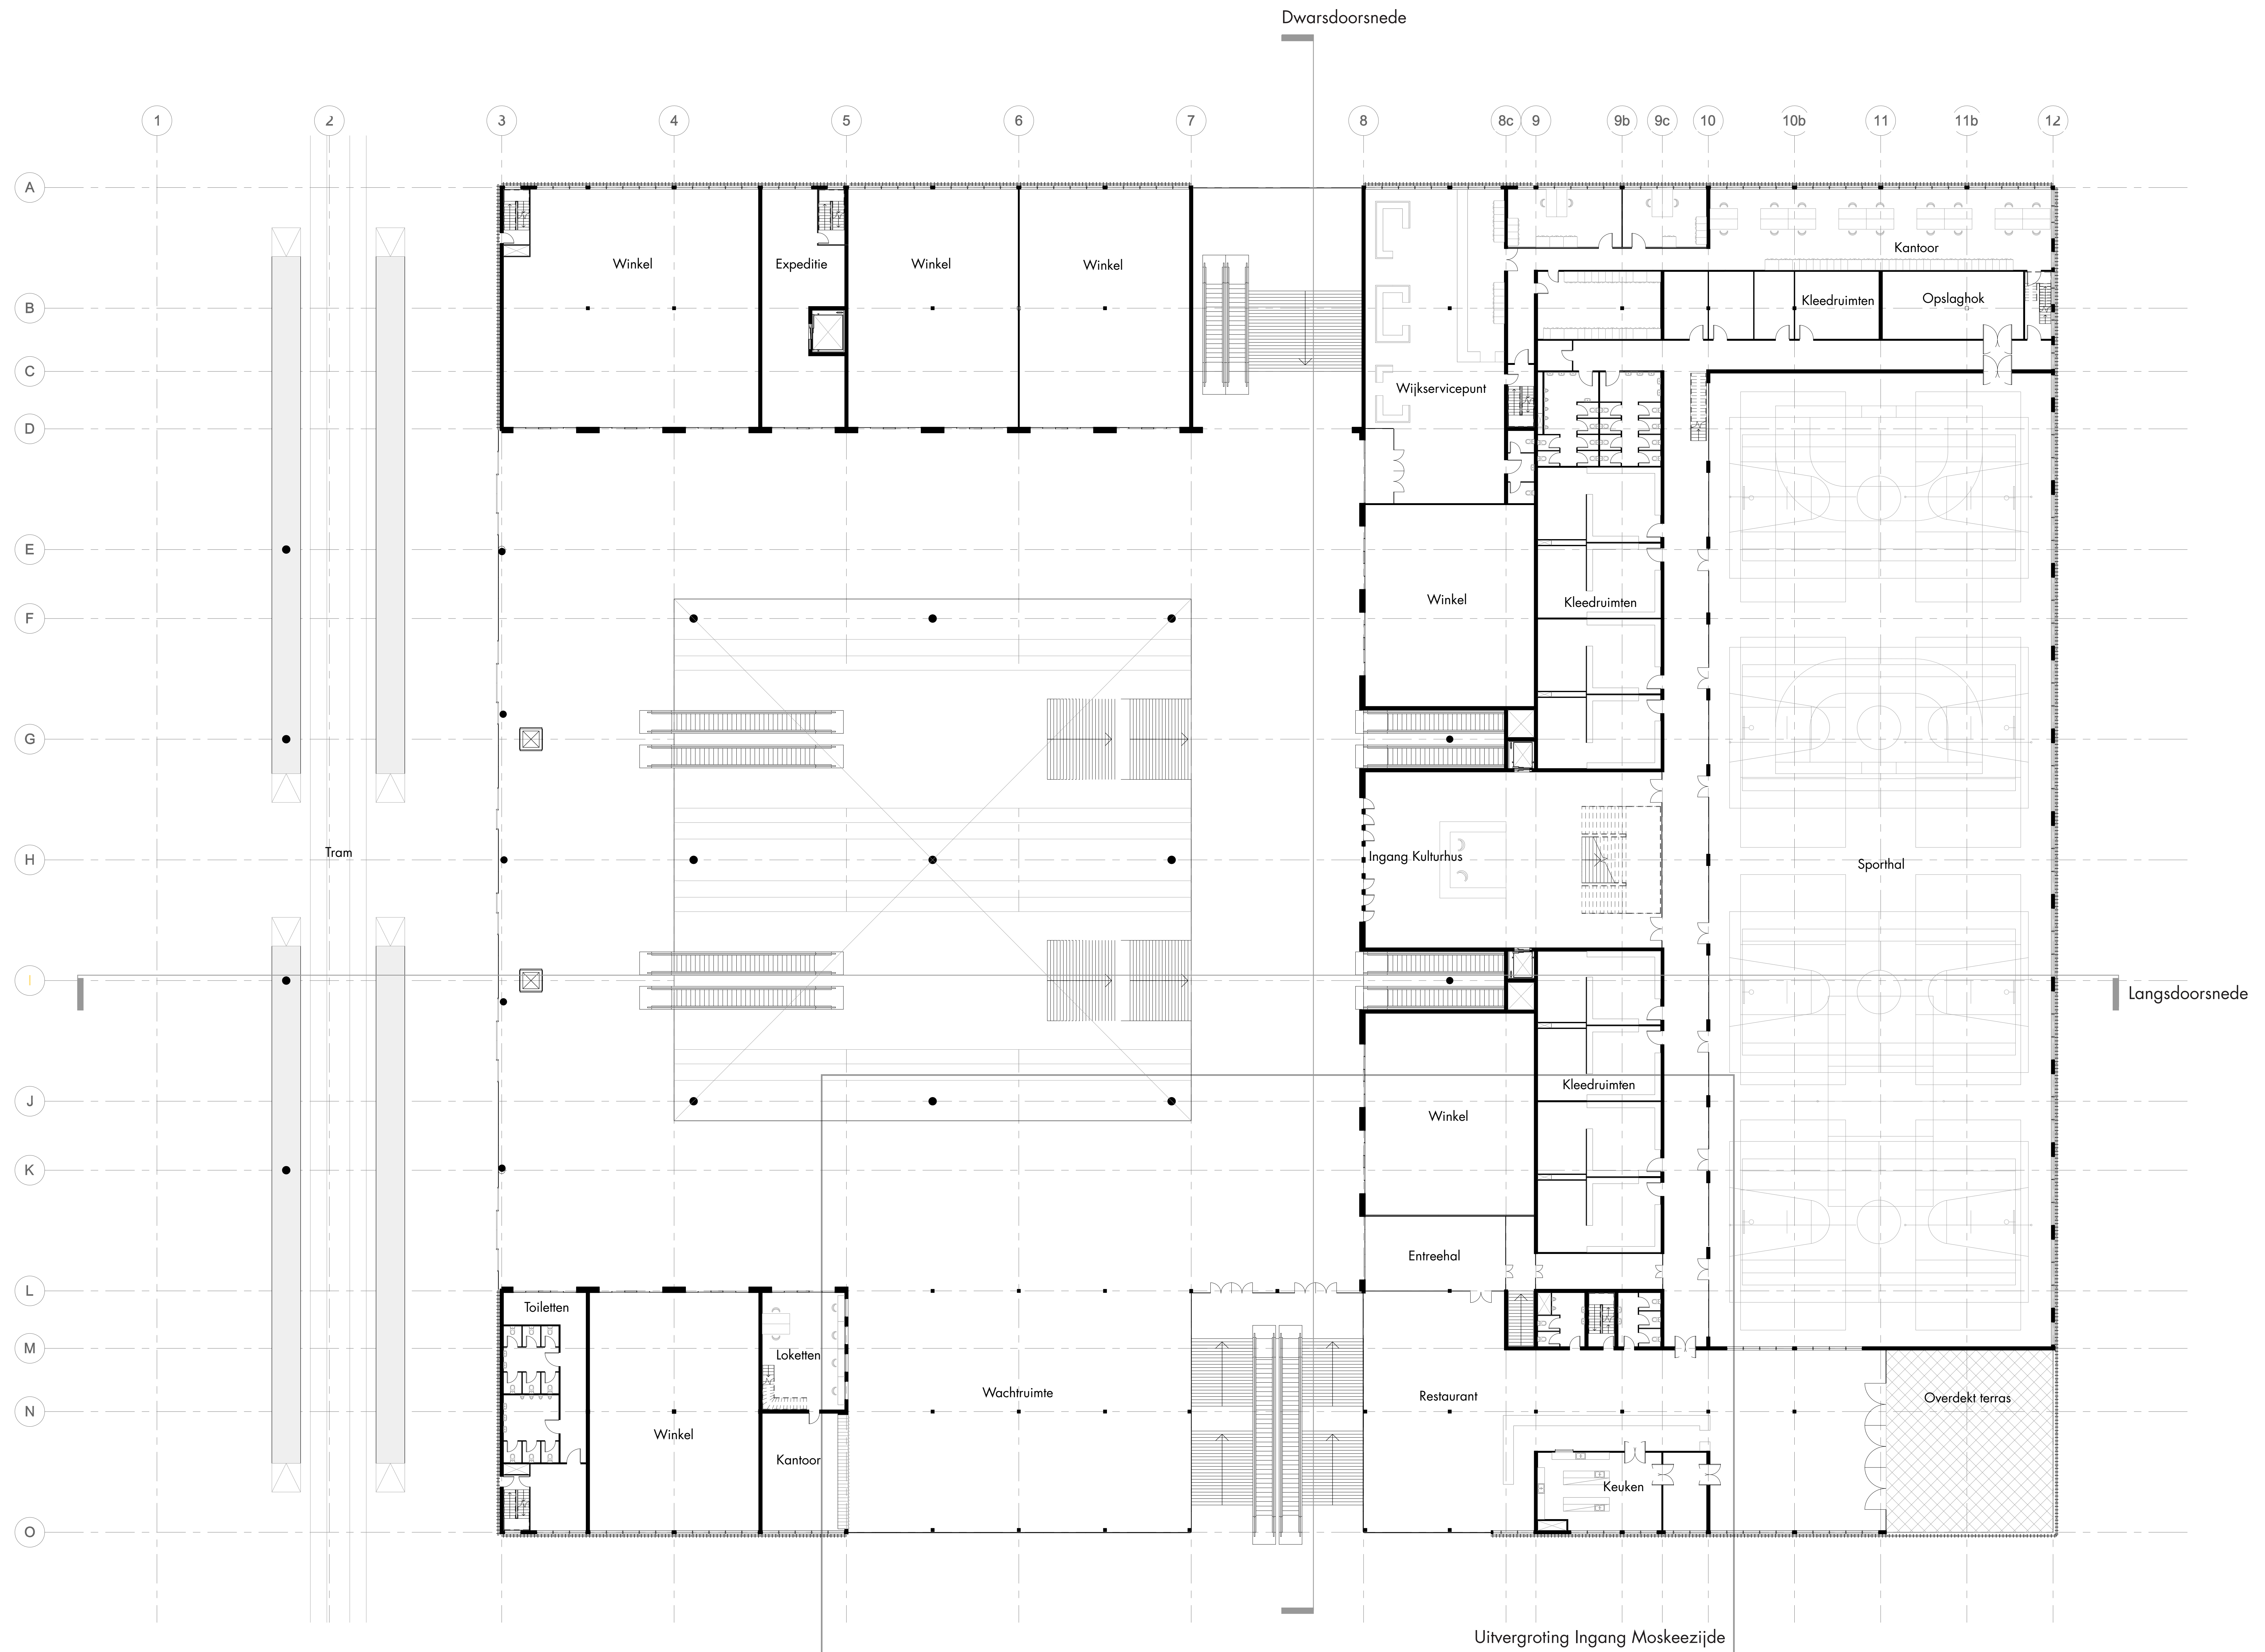 Dwarsdoorsnede
1 2 3 4 5 6 7 8 8c 9 9b 9c 10 10b 11 11b 12
A
Kantoor
Winkel Expeditie Winkel Winkel
Kleedruimten Opslaghok
B
C
Wijkservicepunt
D
E
Winkel Kleedruimten
F
G
Tram
Ingang Kulturhus
H
Sporthal
I
Langsdoorsnede
Kleedruimten
J
Winkel
K
Entreehal
L
Toiletten
M
Loketten
Wachtruimte Restaurant Overdekt terras
N
Winkel
Kantoor
Keuken
O
Uitvergroting Ingang Moskeezijde